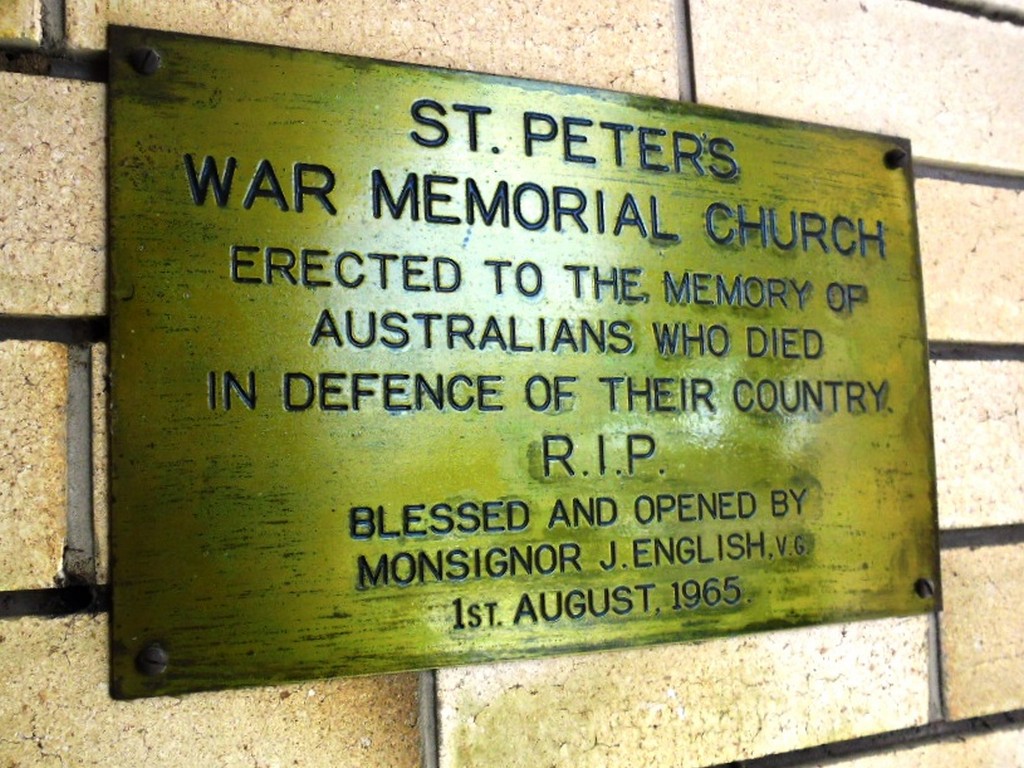 ST. PETER'S
WAR MEMORIAL CHURCH
ERECTED TO THE MEMORY OF
AUSTRALIANS WHO DIED
IN DEFENCE OF THEIR COUNTRY.
R.I.P.
BLESSED AND OPENED BY
MONSIGNOR J. ENGLISH, V.G.
1ST. AUGUST, 1965.